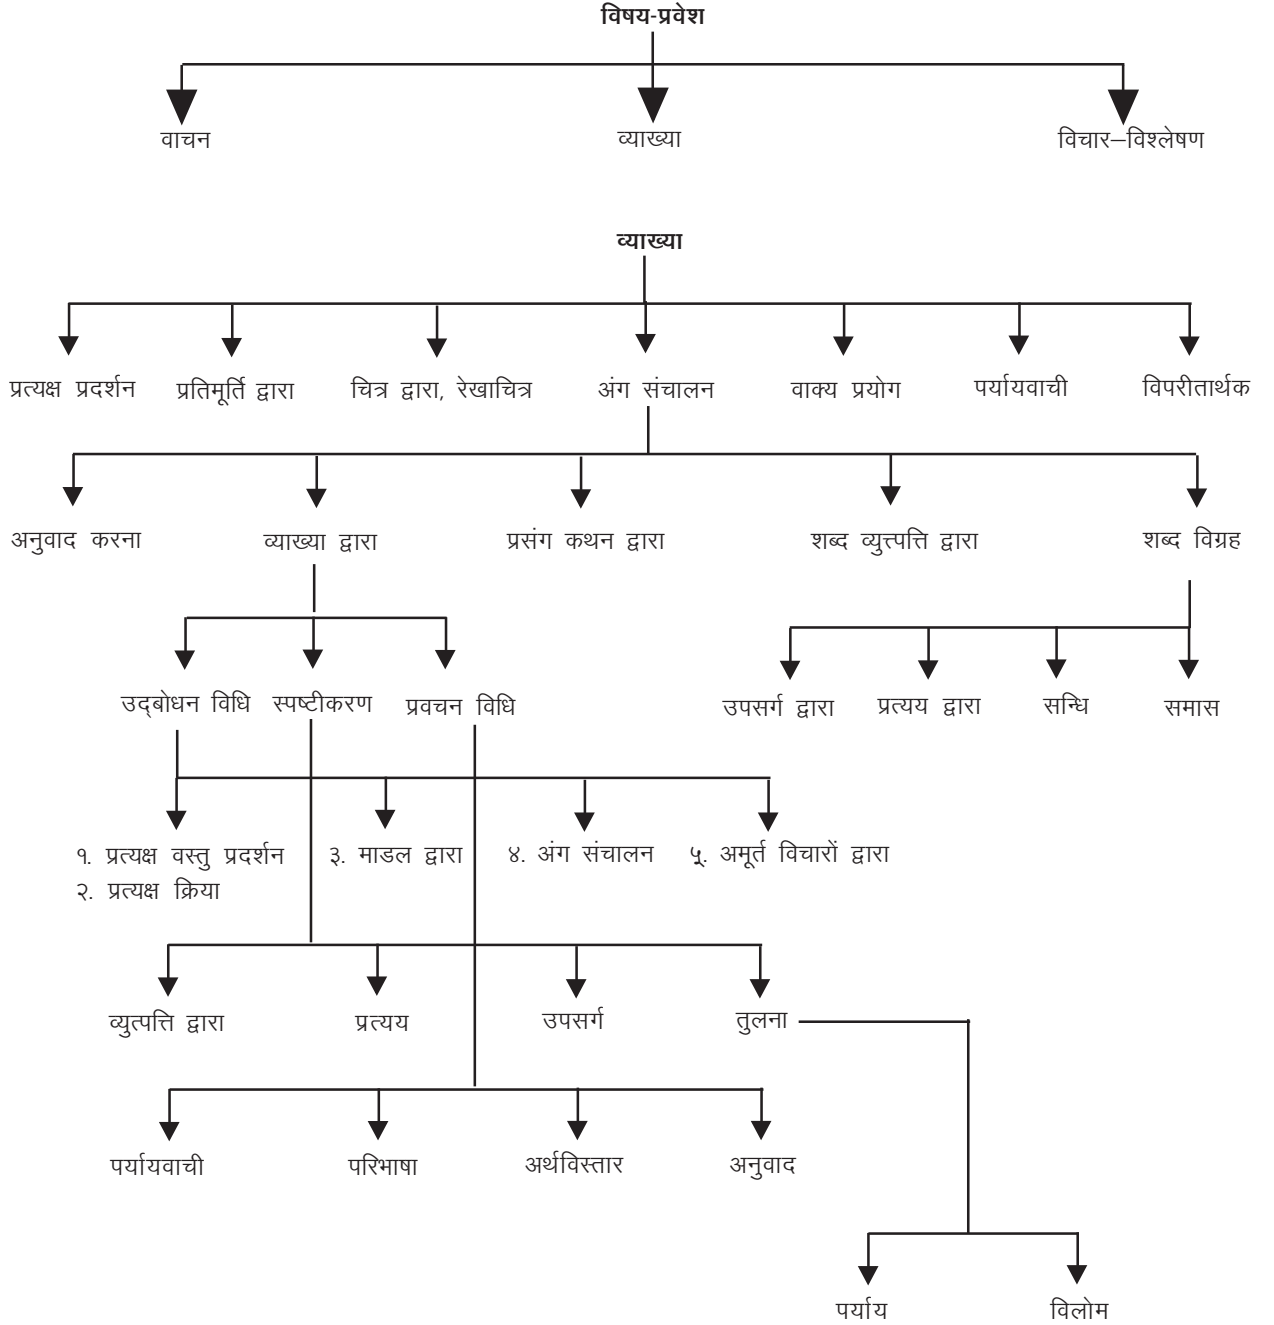 विषय-प्रवेश
वाचन व्याख्या विचार–विश्लेषण
व्याख्या
प्रत्यक्ष प्रदर्शन प्रतिमूर्ति द्वारा चित्र द्वारा, रेखाचित्र अंग संचालन वाक्य प्रयोग पर्यायवाची विपरीतार्थक
अनुवाद करना व्याख्या द्वारा प्रसंग कथन द्वारा शब्द व्युत्त्पत्ति द्वारा शब्द विग्रह
उद्बोधन विधि स्पष्टीकरण प्रवचन विधि उपसर्ग द्वारा प्रत्यय द्वारा सन्धि समास
१. प्रत्यक्ष वस्तु प्रदर्शन ३. माडल द्वारा ४. अंग संचालन ५. अमूर्त विचारों द्वारा
२. प्रत्यक्ष क्रिया
व्युत्पत्ति द्वारा प्रत्यय उपसर्ग तुलना
पर्यायवाची परिभाषा अर्थविस्तार अनुवाद
पर्याय विलोम